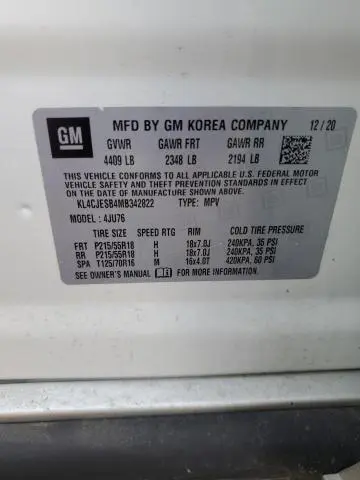 GM
MFD BY GM KOREA COMPANY 12/20
GVWR GAWR FRT GAWR RR
4409 LB 2348 LB 2194 LB
THIS VEHICLE CONFORMS TO ALL APPLICABLE U.S. FEDERAL MOTOR
VEHICLE SAFETY, BUMPER, AND THEFT PREVENTION STANDARDS IN
EFFECT ON THE DATE OF MANUFACTURE SHOWN ABOVE.
KL4CJESB4MB342822 TYPE: MPV
MODEL: 4JU76
TIRE SIZE SPEED RTG RIM COLD TIRE PRESSURE
FRT P215/55R18 H 18x7.0J 240KPA, 35 PSI
RR P215/55R18 H 18x7.0J 240KPA, 35 PSI
SPA T125/70R16 M 16x4.0T 420KPA, 60 PSI
SEE OWNER'S MANUAL FOR MORE INFORMATION.